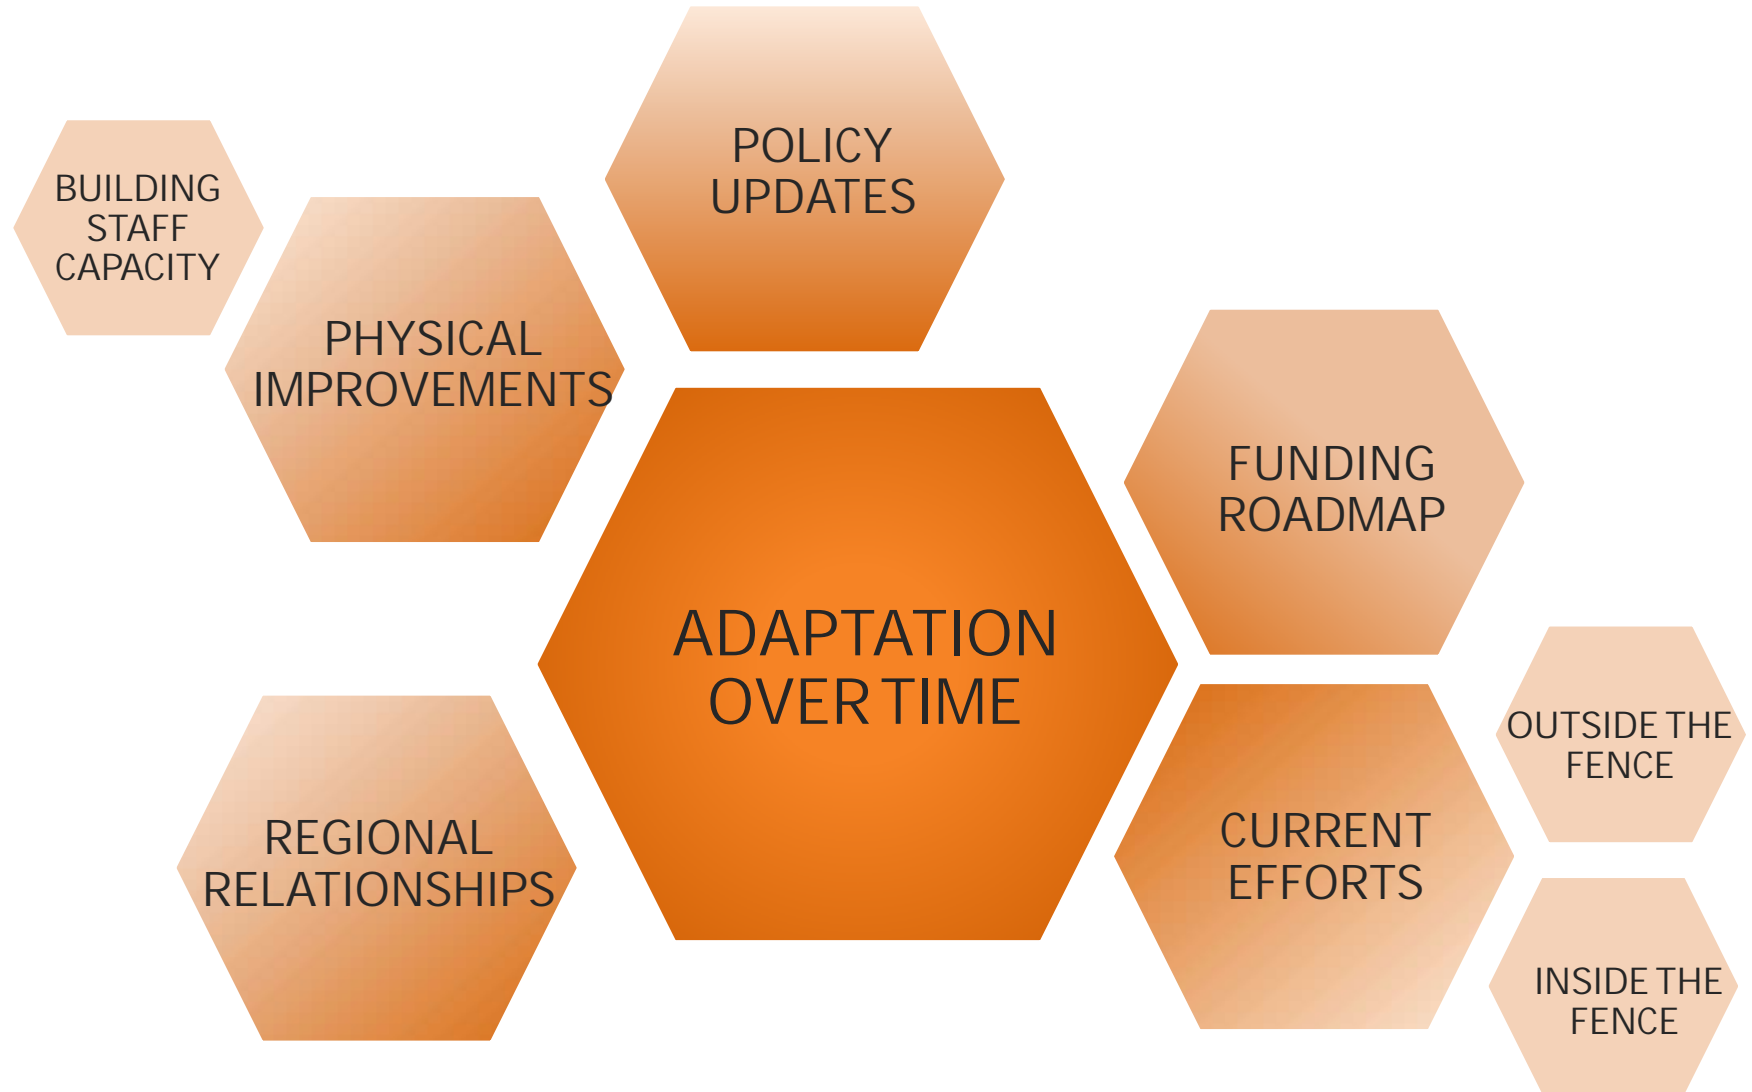 POLICY
UPDATES
BUILDING
STAFF
CAPACITY
PHYSICAL
IMPROVEMENTS
FUNDING
ROADMAP
ADAPTATION
OVER TIME
OUTSIDE THE
FENCE
REGIONAL
RELATIONSHIPS
CURRENT
EFFORTS
INSIDE THE
FENCE